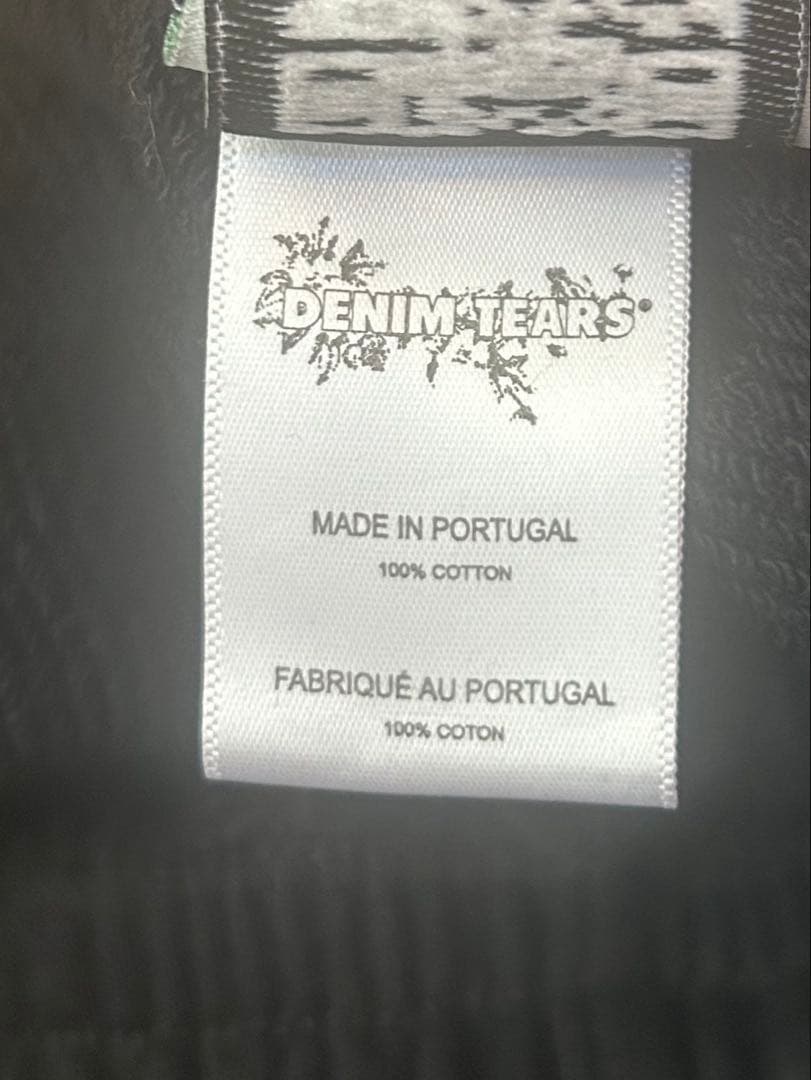 DENIM TEARS
MADE IN PORTUGAL
100% COTTON
FABRIQUÉ AU PORTUGAL
100% COTON